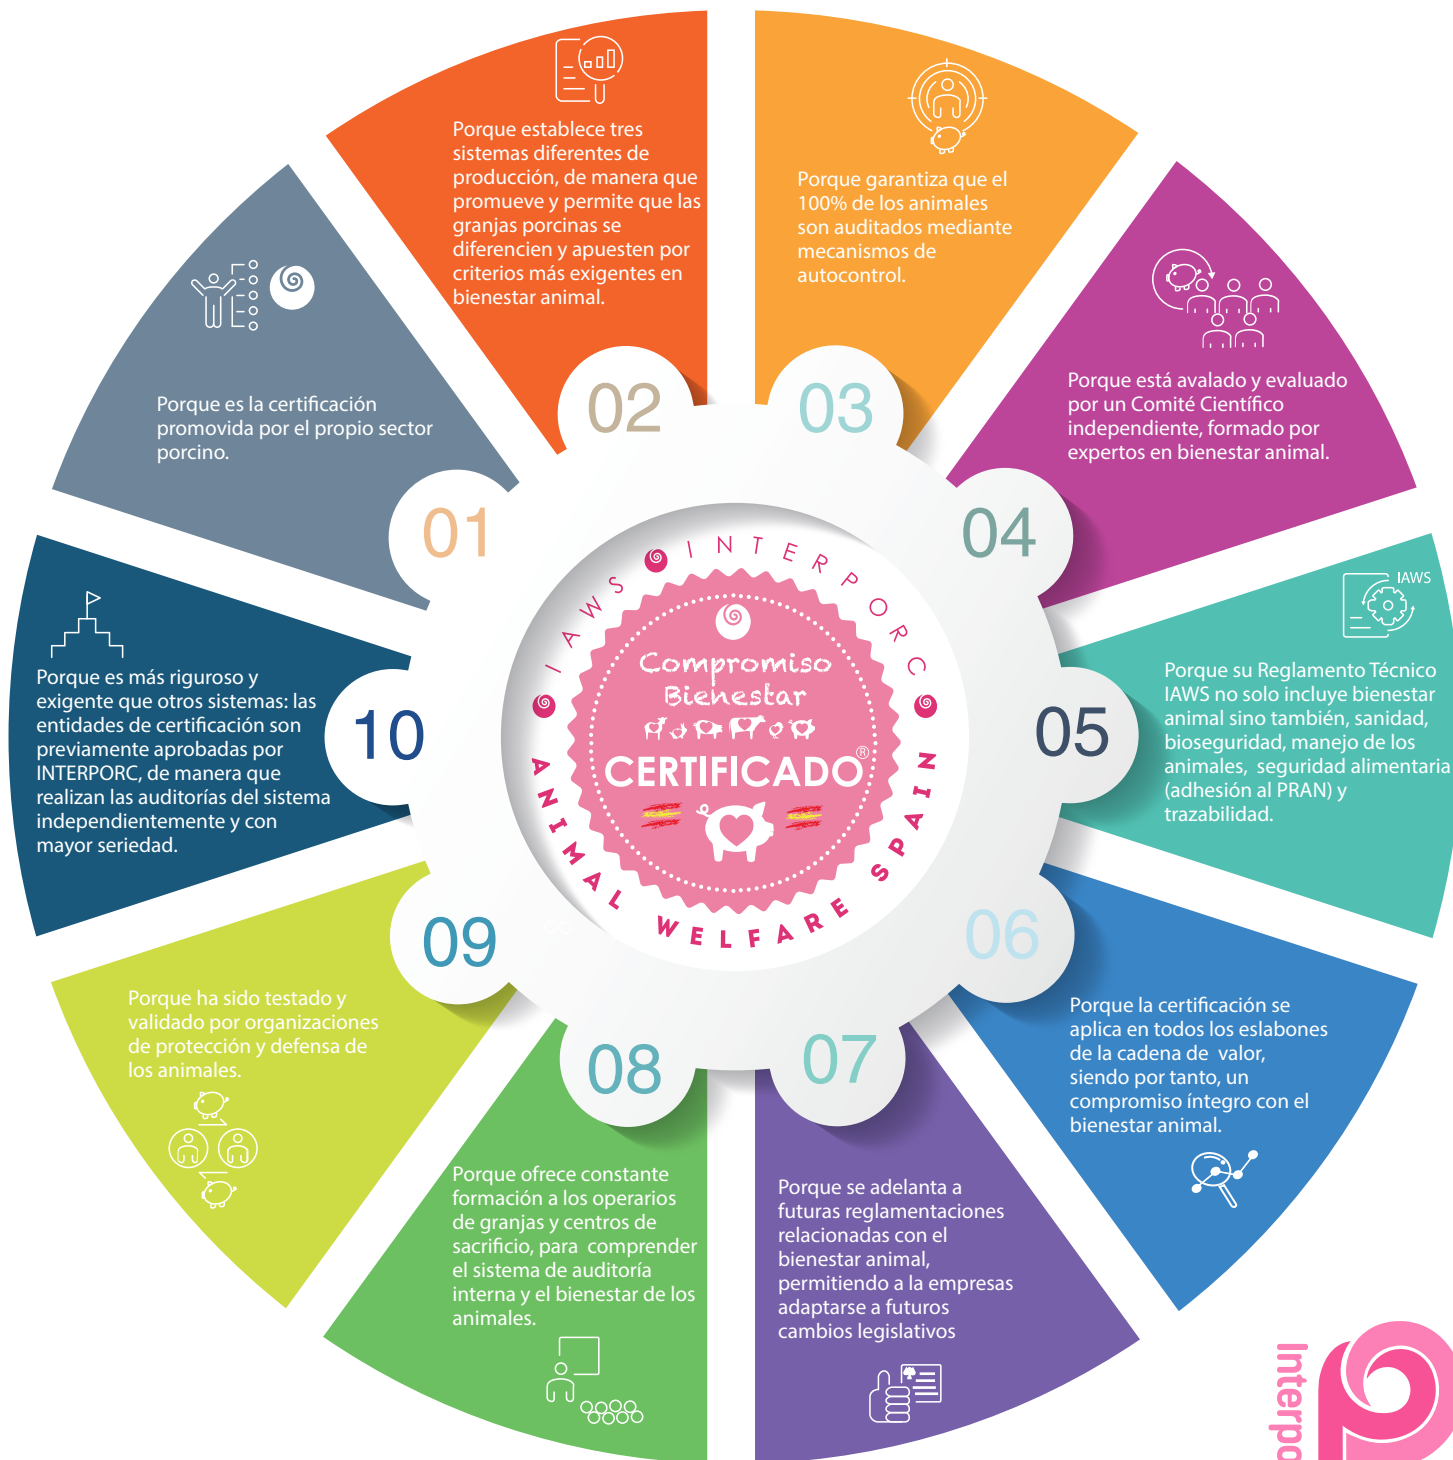 Porque es la certificación
promovida por el propio sector
porcino.
01
Porque establece tres
sistemas diferentes de
producción, de manera que
promueve y permite que las
granjas porcinas se
diferencien y apuesten por
criterios más exigentes en
bienestar animal.
02
Porque garantiza que el
100% de los animales
son auditados mediante
mecanismos de
autocontrol.
03
Porque está avalado y evaluado
por un Comité Científico
independiente, formado por
expertos en bienestar animal.
04
IAWS
Porque su Reglamento Técnico
IAWS no solo incluye bienestar
animal sino también, sanidad,
bioseguridad, manejo de los
animales, seguridad alimentaria
(adhesión al PRAN) y
trazabilidad.
05
Porque la certificación se
aplica en todos los eslabones
de la cadena de valor,
siendo por tanto, un
compromiso íntegro con el
bienestar animal.
06
Porque se adelanta a
futuras reglamentaciones
relacionadas con el
bienestar animal,
permitiendo a la empresas
adaptarse a futuros
cambios legislativos
07
Porque ofrece constante
formación a los operarios
de granjas y centros de
sacrificio, para comprender
el sistema de auditoría
interna y el bienestar de los
animales.
08
Porque ha sido testado y
validado por organizaciones
de protección y defensa de
los animales.
09
Porque es más riguroso y
exigente que otros sistemas: las
entidades de certificación son
previamente aprobadas por
INTERPORC, de manera que
realizan las auditorías del sistema
independientemente y con
mayor seriedad.
10
IAWS INTERPORC
Compromiso
Bienestar
CERTIFICADO®
ANIMAL WELFARE SPAIN